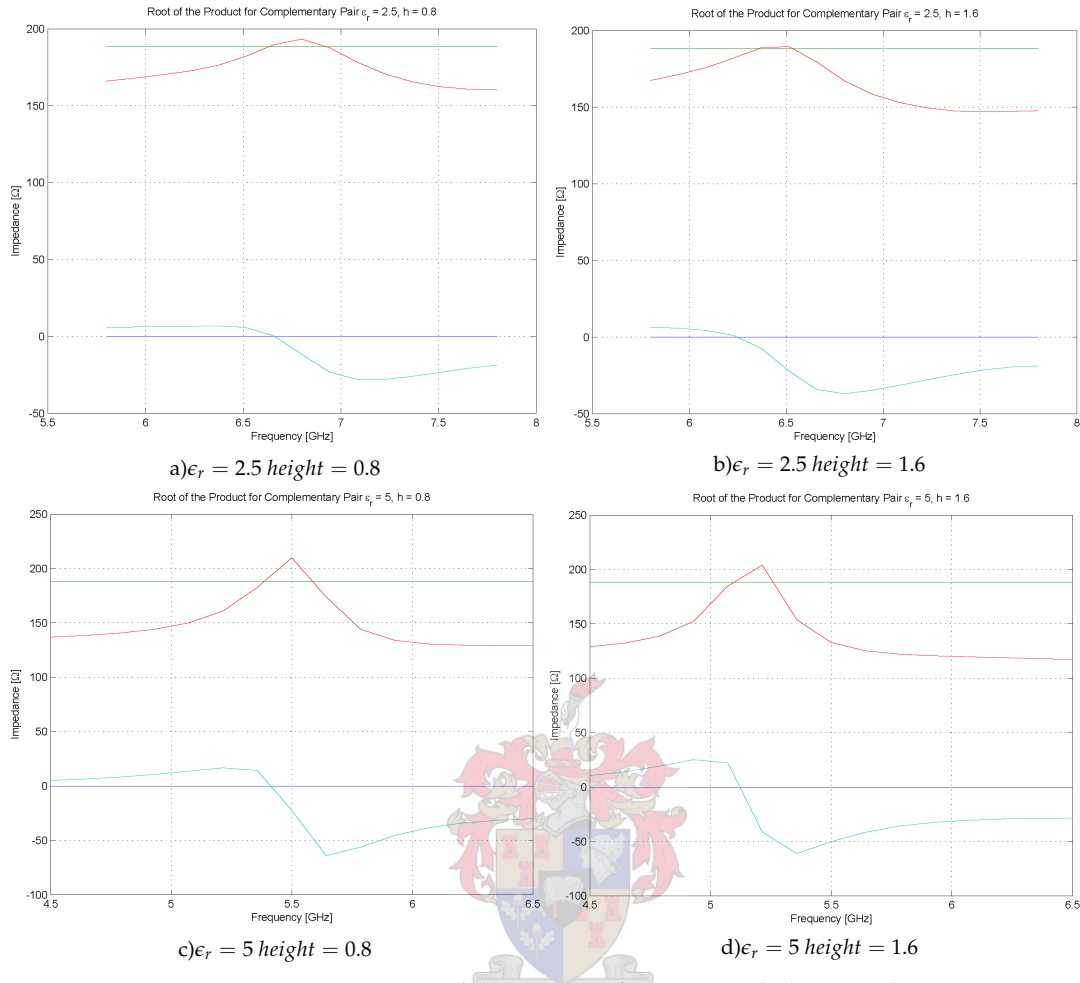 Root of the Product for Complementary Pair εr = 2.5, h = 0.8
200
150
100
50
0
-50
Impedance [Ω]
5.5 6 6.5 7 7.5 8
Frequency [GHz]
a)ϵr = 2.5 height = 0.8
Root of the Product for Complementary Pair εr = 2.5, h = 1.6
200
150
100
50
0
-50
Impedance [Ω]
5.5 6 6.5 7 7.5 8
Frequency [GHz]
b)ϵr = 2.5 height = 1.6
Root of the Product for Complementary Pair εr = 5, h = 0.8
250
200
150
100
50
0
-50
-100
Impedance [Ω]
4.5 5 5.5 6 6.5
Frequency [GHz]
c)ϵr = 5 height = 0.8
Root of the Product for Complementary Pair εr = 5, h = 1.6
250
200
150
100
50
0
-50
-100
Impedance [Ω]
4.5 5 5.5 6 6.5
Frequency [GHz]
d)ϵr = 5 height = 1.6